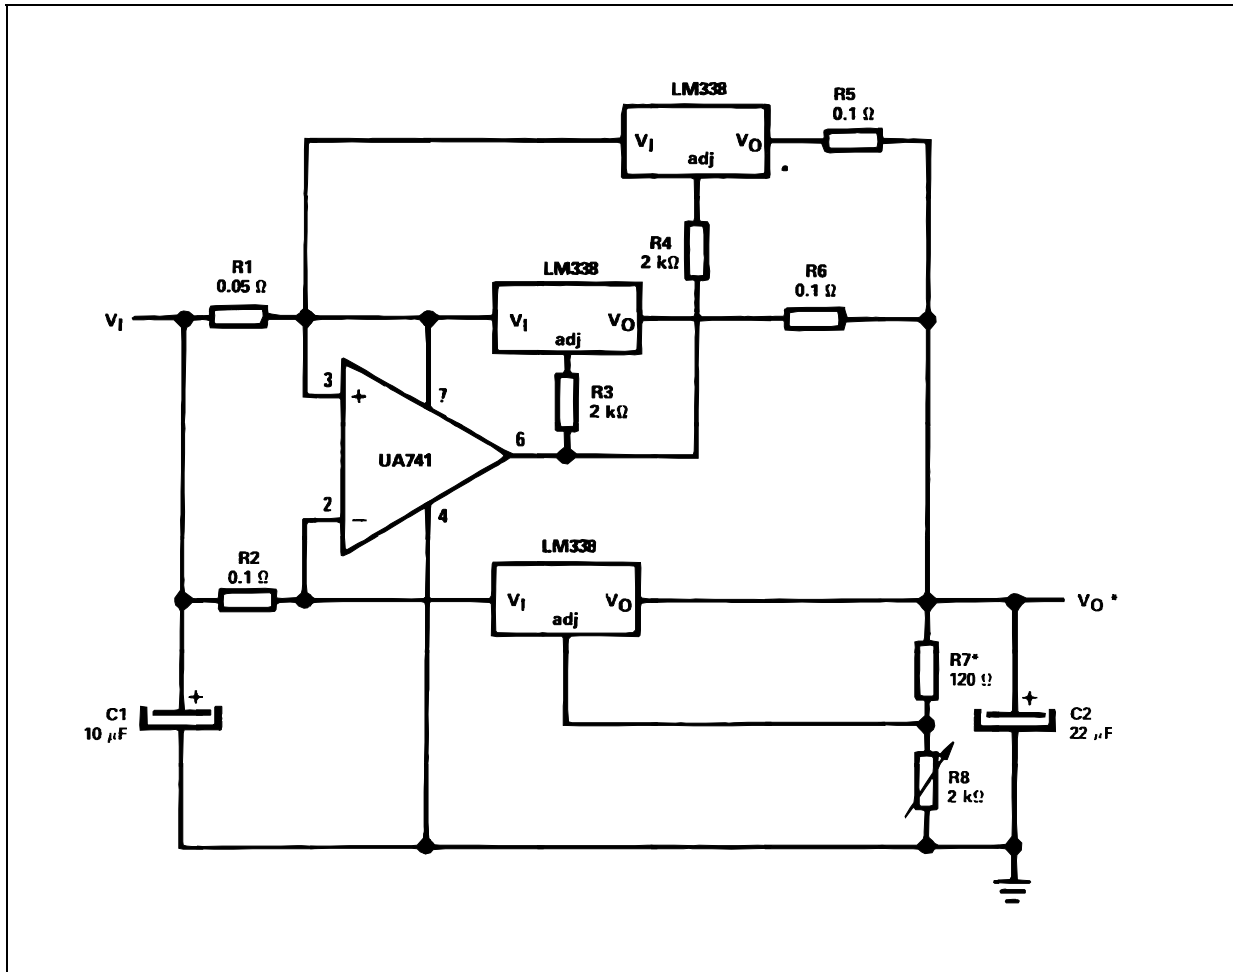 LM338
R5
0.1 Ω
VI
VO
adj
R4
2 kΩ
R1
0.05 Ω
LM338
R6
0.1 Ω
VI
VI
VO
adj
3
+
7
R3
2 kΩ
6
UA741
2
−
4
R2
0.1 Ω
LM338
VI
VO
adj
VO *
R7*
120 Ω
C1
10 μF
+
+
C2
22 μF
R8
2 kΩ